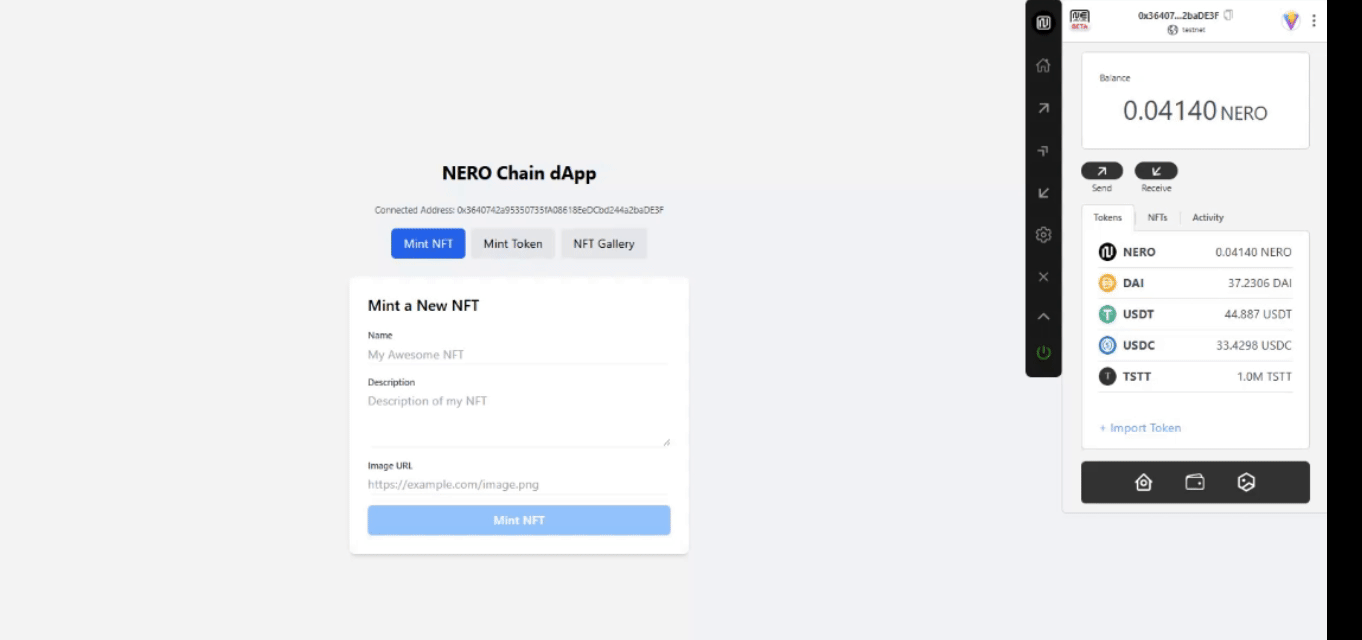 NERO Chain dApp
Connected Address: 0x3640742a95350735fA08618EeDCbd244a2baDE3F
Mint NFT
Mint Token
NFT Gallery
Mint a New NFT
Name
My Awesome NFT
Description
Description of my NFT
Image URL
https://example.com/image.png
Mint NFT
BETA
0x36407...2baDE3F
testnet
Balance
0.04140 NERO
Send
Receive
Tokens
NFTs
Activity
NERO 0.04140 NERO
DAI 37.2306 DAI
USDT 44.887 USDT
USDC 33.4298 USDC
T TSTT 1.0M TSTT
+ Import Token